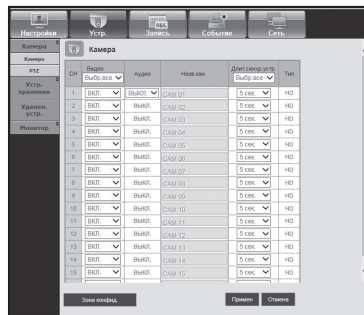 Настройки Устр. Запись Событие Сеть
Камера
Камера
PTZ
Устр. хранения
Удален. устр.
Монитор
Камера
CH Видео Аудио Назв.кан. Длит.синхр.устр. Тип
Выбр.все Выбр.все
1 ВКЛ. ВЫКЛ. CAM 01 5 сек. HD
2 ВКЛ. ВЫКЛ. CAM 02 5 сек. HD
3 ВКЛ. ВЫКЛ. CAM 03 5 сек. HD
4 ВКЛ. ВЫКЛ. CAM 04 5 сек. HD
5 ВКЛ. ВЫКЛ. CAM 05 5 сек. HD
6 ВКЛ. ВЫКЛ. CAM 06 5 сек. HD
7 ВКЛ. ВЫКЛ. CAM 07 5 сек. HD
8 ВКЛ. ВЫКЛ. CAM 08 5 сек. HD
9 ВКЛ. ВЫКЛ. CAM 09 5 сек. HD
10 ВКЛ. ВЫКЛ. CAM 10 5 сек. HD
11 ВКЛ. ВЫКЛ. CAM 11 5 сек. HD
12 ВКЛ. ВЫКЛ. CAM 12 5 сек. HD
13 ВКЛ. ВЫКЛ. CAM 13 5 сек. HD
14 ВКЛ. ВЫКЛ. CAM 14 5 сек. HD
15 ВКЛ. ВЫКЛ. CAM 15 5 сек. HD
Зона конфид. Примен Отмена